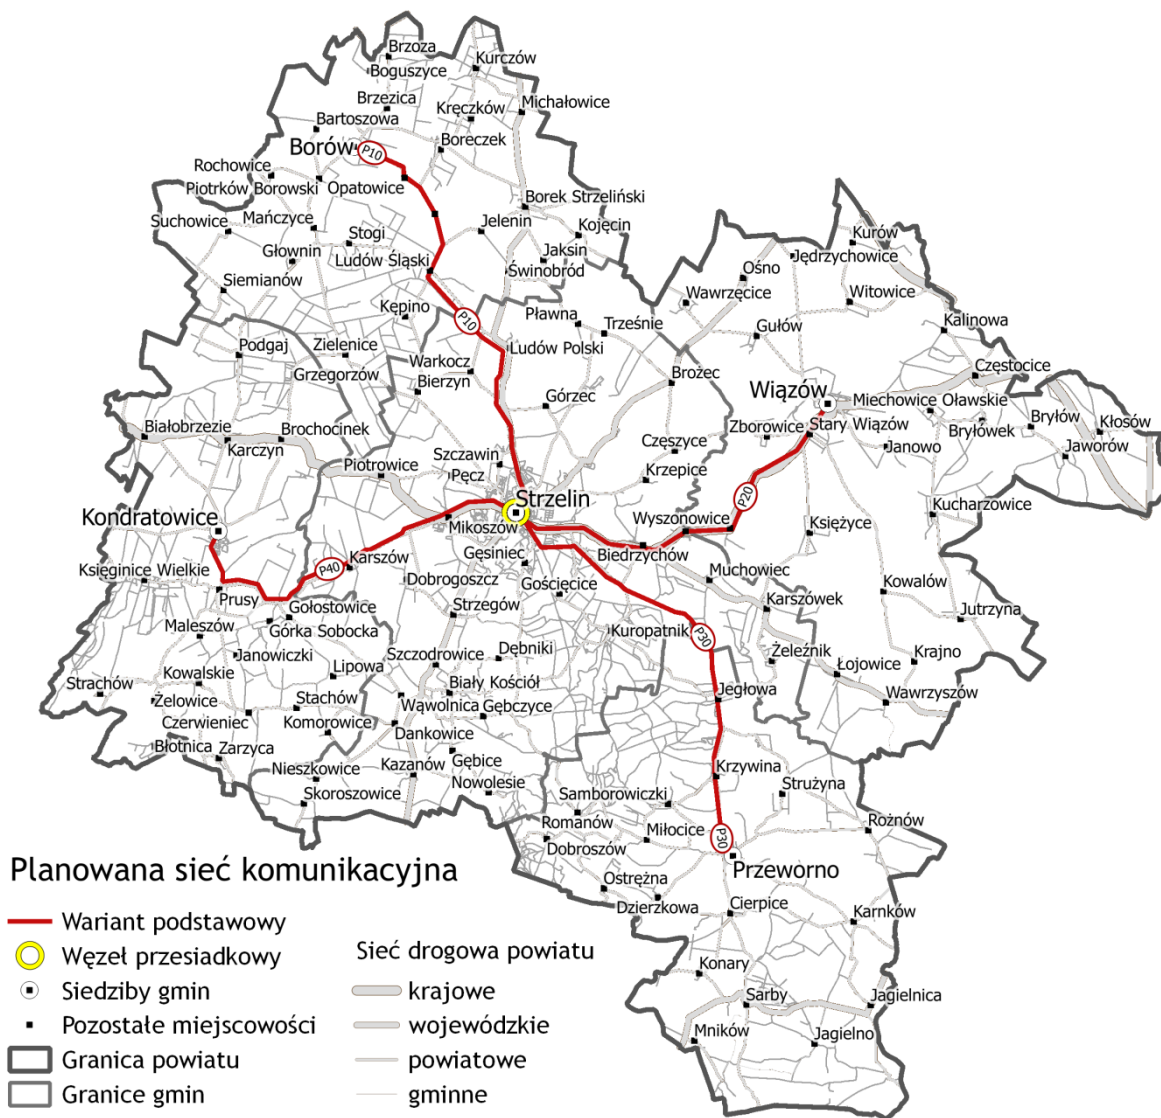 Brzoza
Boguszyce
Kurczów
Brzezica
Kręczków
Michałowice
Bartoszowa
Borów
P10
Boreczek
Rochowice
Piotrków Borowski
Opatowice
Borek Strzeliński
Suchowice
Mańczyce
Jelenin
Kojęcin
Stogi
Głownin
Ludów Śląski
Jaksin
Świnobród
Siemianów
Kurów
Jędrzychowice
Ośno
Wawrzęcice
Witowice
Kępino
P10
Pławna
Trześnie
Gułów
Kalinowa
Podgaj
Zielenice
Ludów Polski
Warkocz
Grzegorzów
Bierzyn
Brożec
Częstocice
Wiązów
Miechowice Oławskie
Górzec
Zborowice
Stary Wiązów
Bryłów
Kłosów
Bryłówek
Białobrzezie
Brochocinek
Karczyn
Częszyce
Janowo
Jaworów
Szczawin
Piotrowice
Pęcz
Krzepice
Strzelin
P20
Kucharzowice
Kondratowice
Mikoszów
Wyszonowice
Księżyce
Biedrzychów
Gęsiniec
Karszów
P40
Księginice Wielkie
Dobrogoszcz
Gościęcice
Muchowiec
Kowalów
Prusy
Gołostowice
Strzegów
Karszówek
Jutrzyna
Maleszów
Górka Sobocka
Kuropatnik
P30
Janowiczki
Dębniki
Lipowa
Szczodrowice
Żeleźnik
Krajno
Łojowice
Kowalskie
Strachów
Biały Kościół
Jegłowa
Wawrzyszów
Żelowice
Stachów
Wąwolnica
Gębczyce
Czerwieniec
Komorowice
Dankowice
Błotnica
Zarzyca
Gębice
Nieszkowice
Kazanów
Nowolesie
Krzywina
Strużyna
Skoroszowice
Samborowiczki
Romanów
Miłocice
P30
Rożnów
Dobroszów
Przeworno
Ostrężna
Dzierzkowa
Cierpice
Karnków
Konary
Sarby
Jagielnica
Mników
Jagielno
Planowana sieć komunikacyjna
Wariant podstawowy
Węzeł przesiadkowy
Siedziby gmin
Pozostałe miejscowości
Granica powiatu
Granice gmin
Sieć drogowa powiatu
krajowe
wojewódzkie
powiatowe
gminne